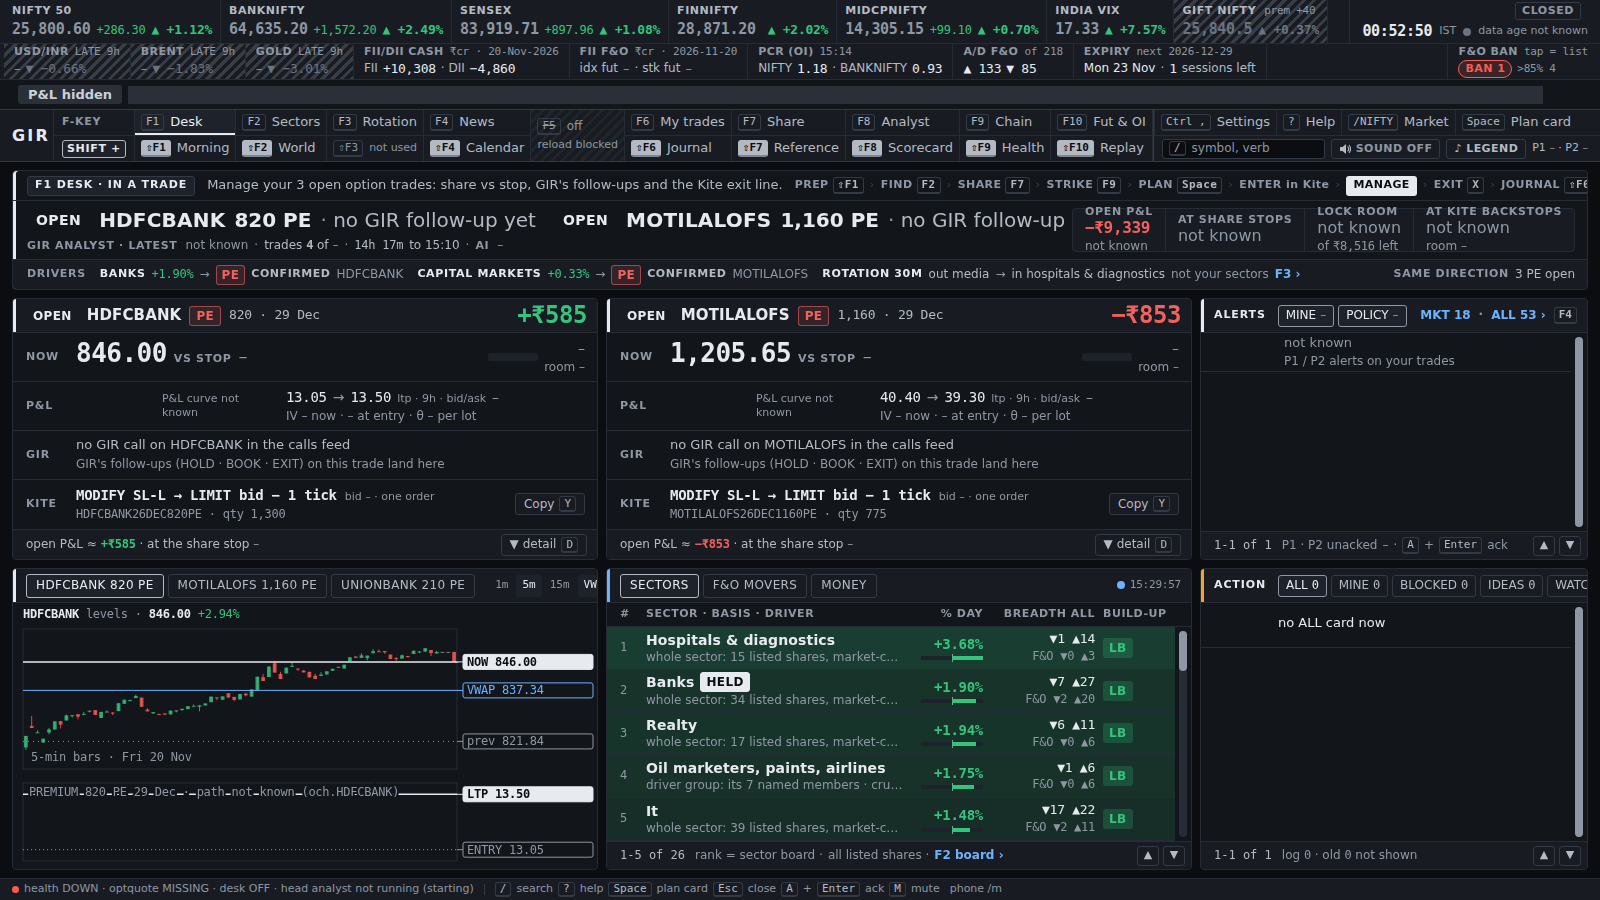 NIFTY 50 BANKNIFTY SENSEX FINNIFTY MIDCPNIFTY INDIA VIX GIFT NIFTY prem +40 CLOSED
25,800.60 +286.30 ▲ +1.12% 64,635.20 +1,572.20 ▲ +2.49% 83,919.71 +897.96 ▲ +1.08% 28,871.20 ▲ +2.02% 14,305.15 +99.10 ▲ +0.70% 17.33 ▲ +7.57% 25,840.5 ▲ +0.37% 00:52:50 IST ● data age not known
USD/INR LATE 9h BRENT LATE 9h GOLD LATE 9h FII/DII CASH ₹cr · 20-Nov-2026 FII F&O ₹cr · 2026-11-20 PCR (OI) 15:14 A/D F&O of 218 EXPIRY next 2026-12-29 F&O BAN tap = list
– ▼ −0.66% – ▼ −1.83% – ▼ −3.01% FII +10,308 · DII −4,860 idx fut – · stk fut – NIFTY 1.18 · BANKNIFTY 0.93 ▲ 133 ▼ 85 Mon 23 Nov · 1 sessions left BAN 1 >85% 4
P&L hidden
GIR F-KEY F1 Desk F2 Sectors F3 Rotation F4 News F5 off F6 My trades F7 Share F8 Analyst F9 Chain F10 Fut & OI Ctrl , Settings ? Help /NIFTY Market Space Plan card
SHIFT + ⇧F1 Morning ⇧F2 World ⇧F3 not used ⇧F4 Calendar reload blocked ⇧F6 Journal ⇧F7 Reference ⇧F8 Scorecard ⇧F9 Health ⇧F10 Replay / symbol, verb SOUND OFF ♪ LEGEND P1 – · P2 –
F1 DESK · IN A TRADE Manage your 3 open option trades: share vs stop, GIR's follow-ups and the Kite exit line. PREP ⇧F1 › FIND F2 › SHARE F7 › STRIKE F9 › PLAN Space › ENTER in Kite › MANAGE › EXIT X › JOURNAL ⇧F6
OPEN HDFCBANK 820 PE · no GIR follow-up yet OPEN MOTILALOFS 1,160 PE · no GIR follow-up
OPEN P&L −₹9,339 not known
AT SHARE STOPS not known
LOCK ROOM not known of ₹8,516 left
AT KITE BACKSTOPS not known room –
GIR ANALYST · LATEST not known · trades 4 of – · 14h 17m to 15:10 · AI –
DRIVERS BANKS +1.90% → PE CONFIRMED HDFCBANK CAPITAL MARKETS +0.33% → PE CONFIRMED MOTILALOFS ROTATION 30M out media → in hospitals & diagnostics not your sectors F3 › SAME DIRECTION 3 PE open
OPEN HDFCBANK PE 820 · 29 Dec +₹585
NOW 846.00 VS STOP – –
room –
P&L P&L curve not known 13.05 → 13.50 ltp · 9h · bid/ask –
IV – now · – at entry · θ – per lot
GIR no GIR call on HDFCBANK in the calls feed
GIR's follow-ups (HOLD · BOOK · EXIT) on this trade land here
KITE MODIFY SL-L → LIMIT bid − 1 tick bid – · one order Copy Y
HDFCBANK26DEC820PE · qty 1,300
open P&L ≈ +₹585 · at the share stop – ▼ detail D
OPEN MOTILALOFS PE 1,160 · 29 Dec −₹853
NOW 1,205.65 VS STOP – –
room –
P&L P&L curve not known 40.40 → 39.30 ltp · 9h · bid/ask –
IV – now · – at entry · θ – per lot
GIR no GIR call on MOTILALOFS in the calls feed
GIR's follow-ups (HOLD · BOOK · EXIT) on this trade land here
KITE MODIFY SL-L → LIMIT bid − 1 tick bid – · one order Copy Y
MOTILALOFS26DEC1160PE · qty 775
open P&L ≈ −₹853 · at the share stop – ▼ detail D
ALERTS MINE – POLICY – MKT 18 · ALL 53 › F4
not known
P1 / P2 alerts on your trades
1-1 of 1 P1 · P2 unacked – · A + Enter ack ▲ ▼
HDFCBANK 820 PE MOTILALOFS 1,160 PE UNIONBANK 210 PE 1m 5m 15m VW
HDFCBANK levels · 846.00 +2.94%
NOW 846.00
VWAP 837.34
prev 821.84
5-min bars · Fri 20 Nov
PREMIUM 820 PE 29 Dec · path not known (och.HDFCBANK) LTP 13.50
ENTRY 13.05
SECTORS F&O MOVERS MONEY ● 15:29:57
# SECTOR · BASIS · DRIVER % DAY BREADTH ALL BUILD-UP
1 Hospitals & diagnostics +3.68% ▼1 ▲14 LB
whole sector: 15 listed shares, market-c… F&O ▼0 ▲3
2 Banks HELD +1.90% ▼7 ▲27 LB
whole sector: 34 listed shares, market-c… F&O ▼2 ▲20
3 Realty +1.94% ▼6 ▲11 LB
whole sector: 17 listed shares, market-c… F&O ▼0 ▲6
4 Oil marketers, paints, airlines +1.75% ▼1 ▲6 LB
driver group: its 7 named members · cru… F&O ▼0 ▲6
5 It +1.48% ▼17 ▲22 LB
whole sector: 39 listed shares, market-c… F&O ▼2 ▲11
1-5 of 26 rank = sector board · all listed shares · F2 board › ▲ ▼
ACTION ALL 0 MINE 0 BLOCKED 0 IDEAS 0 WATC
no ALL card now
1-1 of 1 log 0 · old 0 not shown ▲ ▼
● health DOWN · optquote MISSING · desk OFF · head analyst not running (starting) / search ? help Space plan card Esc close A + Enter ack M mute phone /m